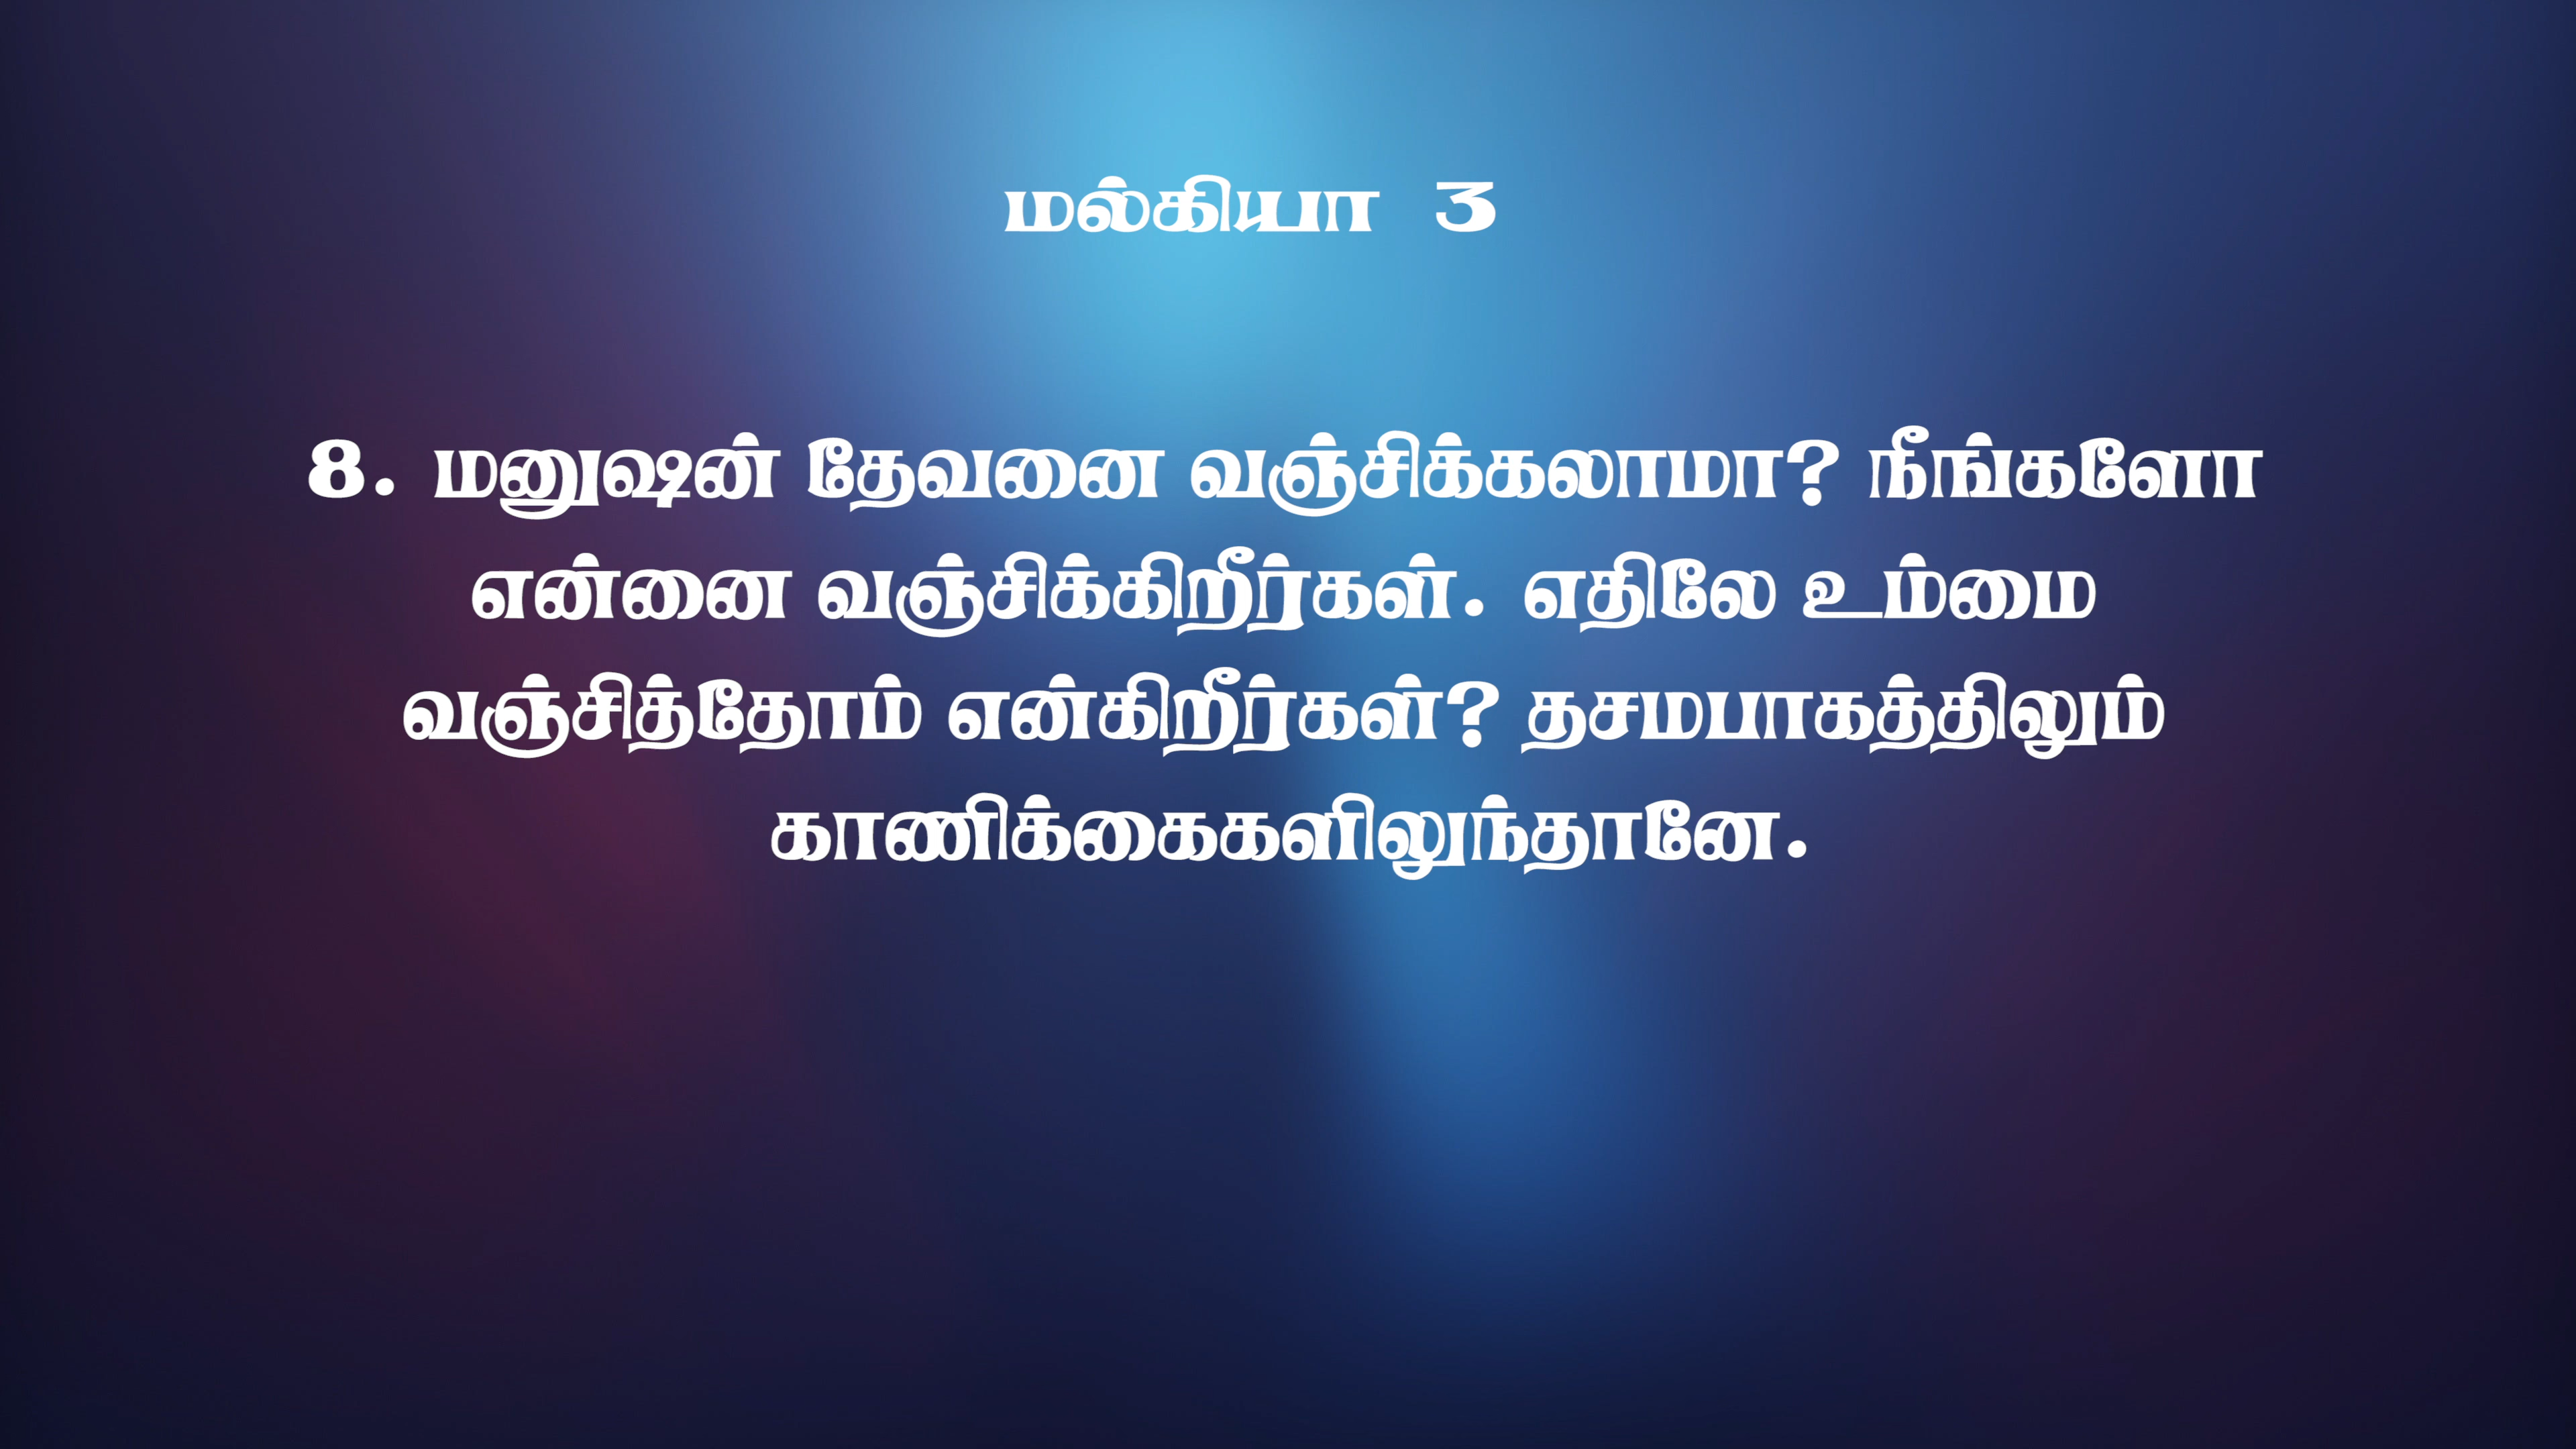 மல்கியா 3
8. மனுஷன் தேவனை வஞ்சிக்கலாமா? நீங்களோ
என்னை வஞ்சிக்கிறீர்கள். எதிலே உம்மை
வஞ்சித்தோம் என்கிறீர்கள்? தசமபாகத்திலும்
காணிக்கைகளிலுந்தானே.